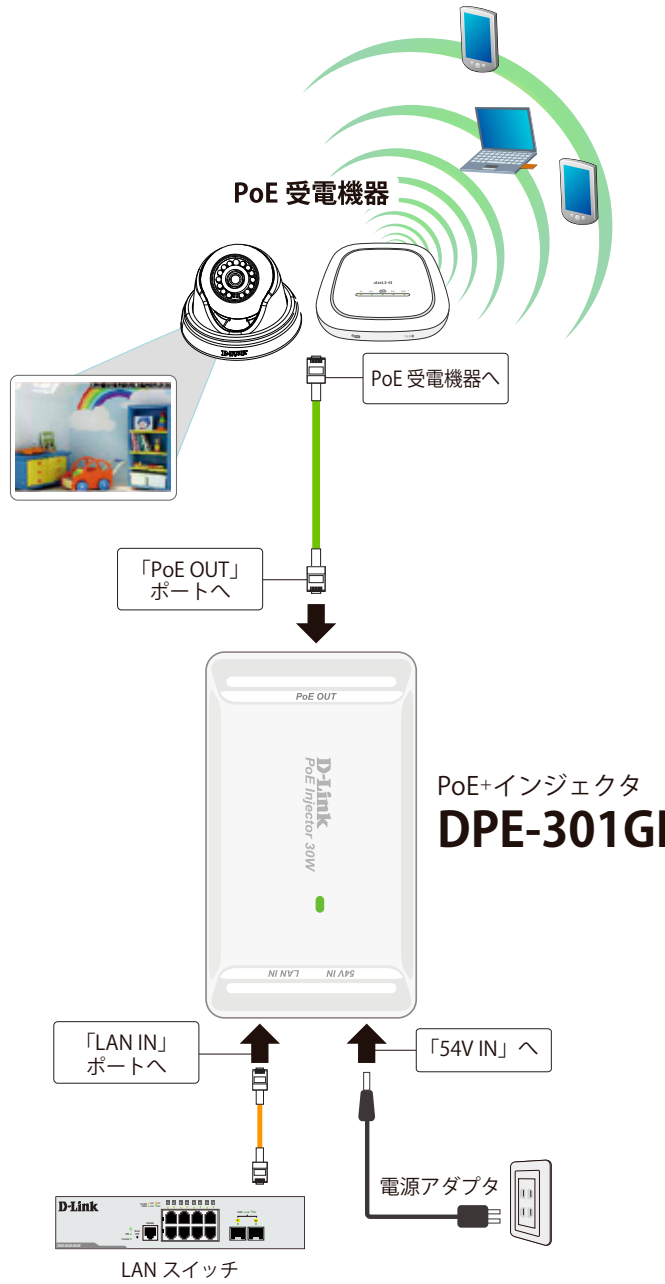 PoE 受電機器
D-Link
D-Link
PoE 受電機器へ
「PoE OUT」
ポートへ
PoE OUT
D-Link
PoE Injector 30W
PoE+インジェクタ
DPE-301GI
LAN IN
54V IN
「LAN IN」
ポートへ
「54V IN」へ
電源アダプタ
D-Link
LAN スイッチ